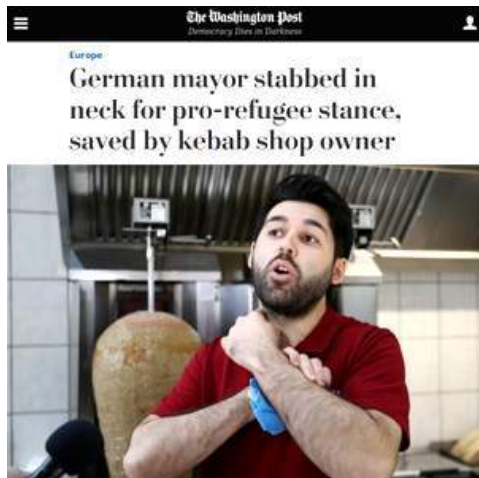 The Washington Post
Democracy Dies in Darkness
Europe
German mayor stabbed in
neck for pro-refugee stance,
saved by kebab shop owner